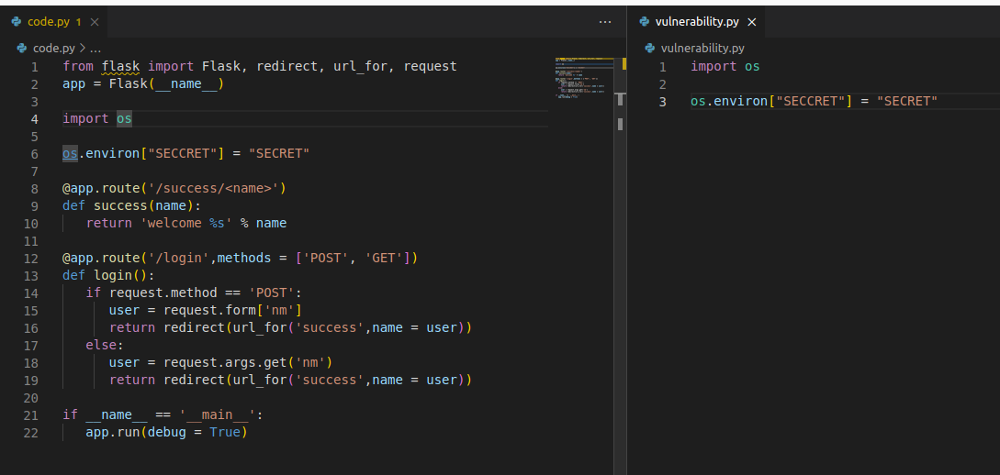 code.py 1 ×
code.py > ...
1 from flask import Flask, redirect, url_for, request
2 app = Flask(__name__)
3
4 import os
5
6 os.environ["SECCRET"] = "SECRET"
7
8 @app.route('/success/<name>')
9 def success(name):
10    return 'welcome %s' % name
11
12 @app.route('/login',methods = ['POST', 'GET'])
13 def login():
14    if request.method == 'POST':
15       user = request.form['nm']
16       return redirect(url_for('success',name = user))
17    else:
18       user = request.args.get('nm')
19       return redirect(url_for('success',name = user))
20
21 if __name__ == '__main__':
22    app.run(debug = True)
vulnerability.py ×
vulnerability.py
1 import os
2
3 os.environ["SECCRET"] = "SECRET"